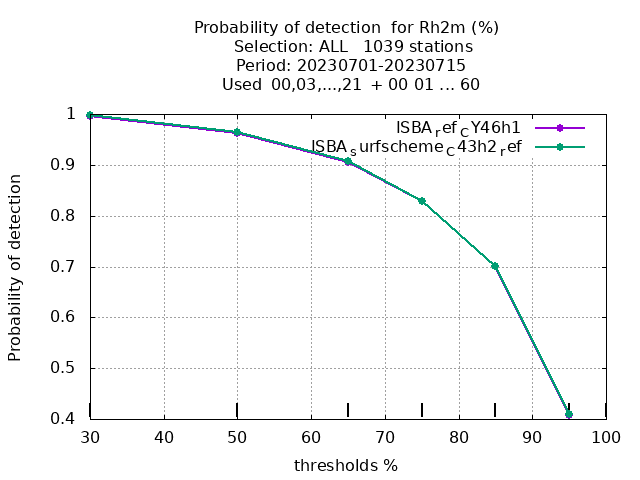 Probability of detection for Rh2m (%)
Selection: ALL 1039 stations
Period: 20230701-20230715
Used 00,03,...,21 + 00 01 ... 60
ISBA_ref_CY46h1
ISBA_surfscheme_C43h2_ref
1
0.9
0.8
0.7
0.6
0.5
0.4
Probability of detection
30 40 50 60 70 80 90 100
thresholds %